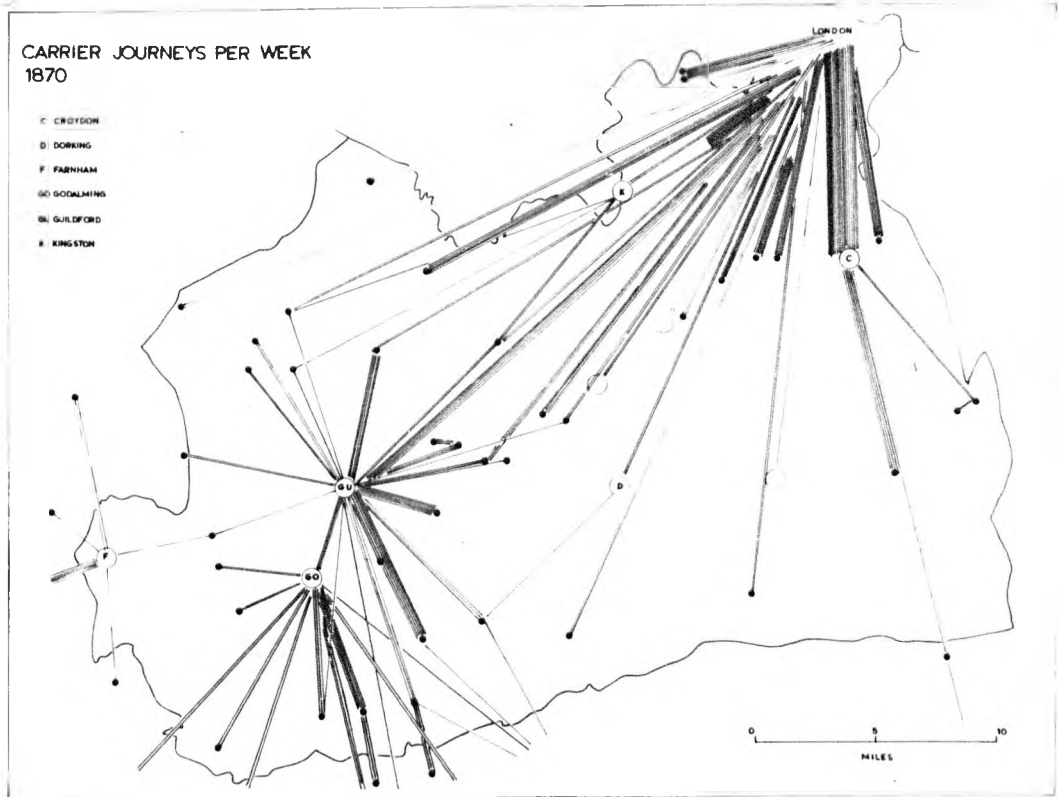 CARRIER JOURNEYS PER WEEK
1870
C CROYDON
D DORKING
F FARNHAM
GO GODALMING
GU GUILDFORD
K KINGSTON
LONDON
K
C
GU
D
F
GO
0 5 10
MILES